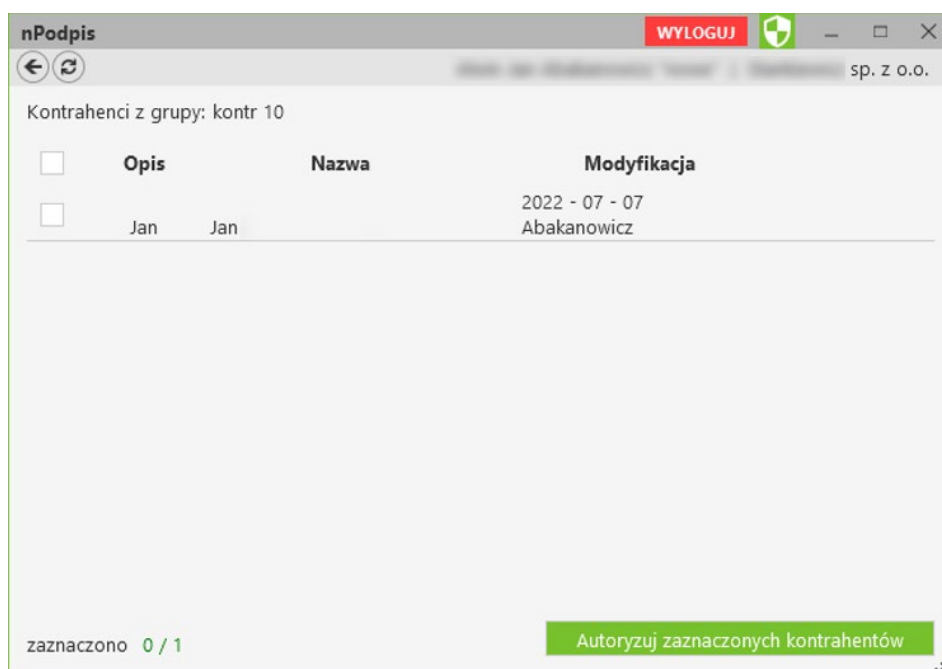 nPodpis WYLOGUJ
sp. z o.o.
Kontrahenci z grupy: kontr 10
Opis Nazwa Modyfikacja
2022 - 07 - 07
Jan Jan Abakanowicz
zaznaczono 0 / 1 Autoryzuj zaznaczonych kontrahentów